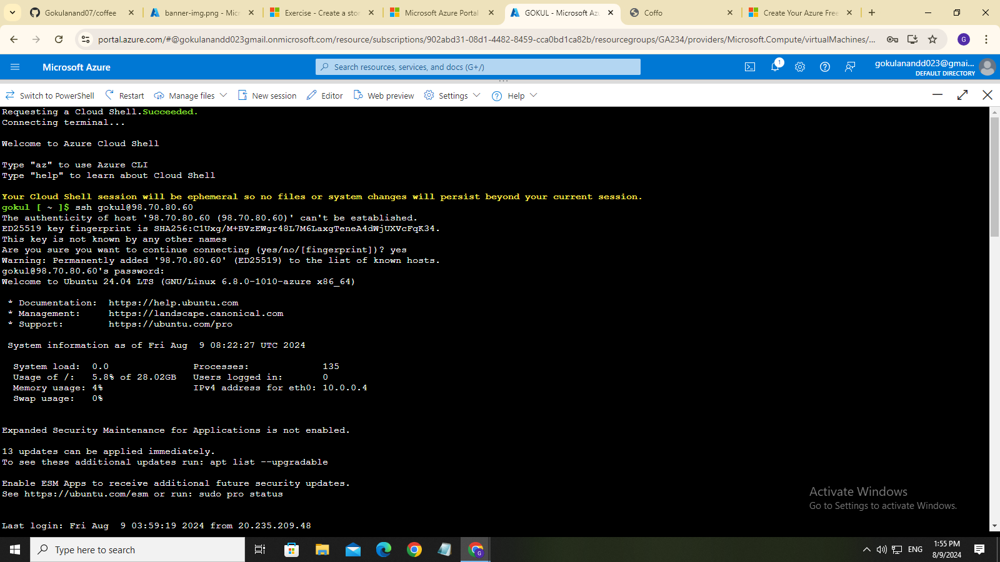 Gokulanand07/coffee
banner-img.png - Micr
Exercise - Create a stor
Microsoft Azure Portal
GOKUL - Microsoft Az
Coffo
Create Your Azure Free
portal.azure.com/#@gokulanandd023gmail.onmicrosoft.com/resource/subscriptions/902abd31-08d1-4482-8459-cca0bd1ca82b/resourcegroups/GA234/providers/Microsoft.Compute/virtualMachines/...
G
Microsoft Azure
Search resources, services, and docs (G+/)
1
gokulanandd023@gmai...
DEFAULT DIRECTORY
Switch to PowerShell
Restart
Manage files
New session
Editor
Web preview
Settings
Help
Requesting a Cloud Shell.Succeeded.
Connecting terminal...
Welcome to Azure Cloud Shell
Type "az" to use Azure CLI
Type "help" to learn about Cloud Shell
Your Cloud Shell session will be ephemeral so no files or system changes will persist beyond your current session.
gokul [ ~ ]$ ssh gokul@98.70.80.60
The authenticity of host '98.70.80.60 (98.70.80.60)' can't be established.
ED25519 key fingerprint is SHA256:C1Uxg/M+BVzEWgr48L7M6LaxgTeneA4dWjUXVcFqK34.
This key is not known by any other names
Are you sure you want to continue connecting (yes/no/[fingerprint])? yes
Warning: Permanently added '98.70.80.60' (ED25519) to the list of known hosts.
gokul@98.70.80.60's password:
Welcome to Ubuntu 24.04 LTS (GNU/Linux 6.8.0-1010-azure x86_64)
* Documentation:  https://help.ubuntu.com
* Management:     https://landscape.canonical.com
* Support:        https://ubuntu.com/pro
System information as of Fri Aug  9 08:22:27 UTC 2024
System load:  0.0               Processes:             135
Usage of /:   5.8% of 28.02GB   Users logged in:       0
Memory usage: 4%                IPv4 address for eth0: 10.0.0.4
Swap usage:   0%
Expanded Security Maintenance for Applications is not enabled.
13 updates can be applied immediately.
To see these additional updates run: apt list --upgradable
Enable ESM Apps to receive additional future security updates.
See https://ubuntu.com/esm or run: sudo pro status
Last login: Fri Aug  9 03:59:19 2024 from 20.235.209.48
Activate Windows
Go to Settings to activate Windows.
Type here to search
G
ENG
1:55 PM
8/9/2024